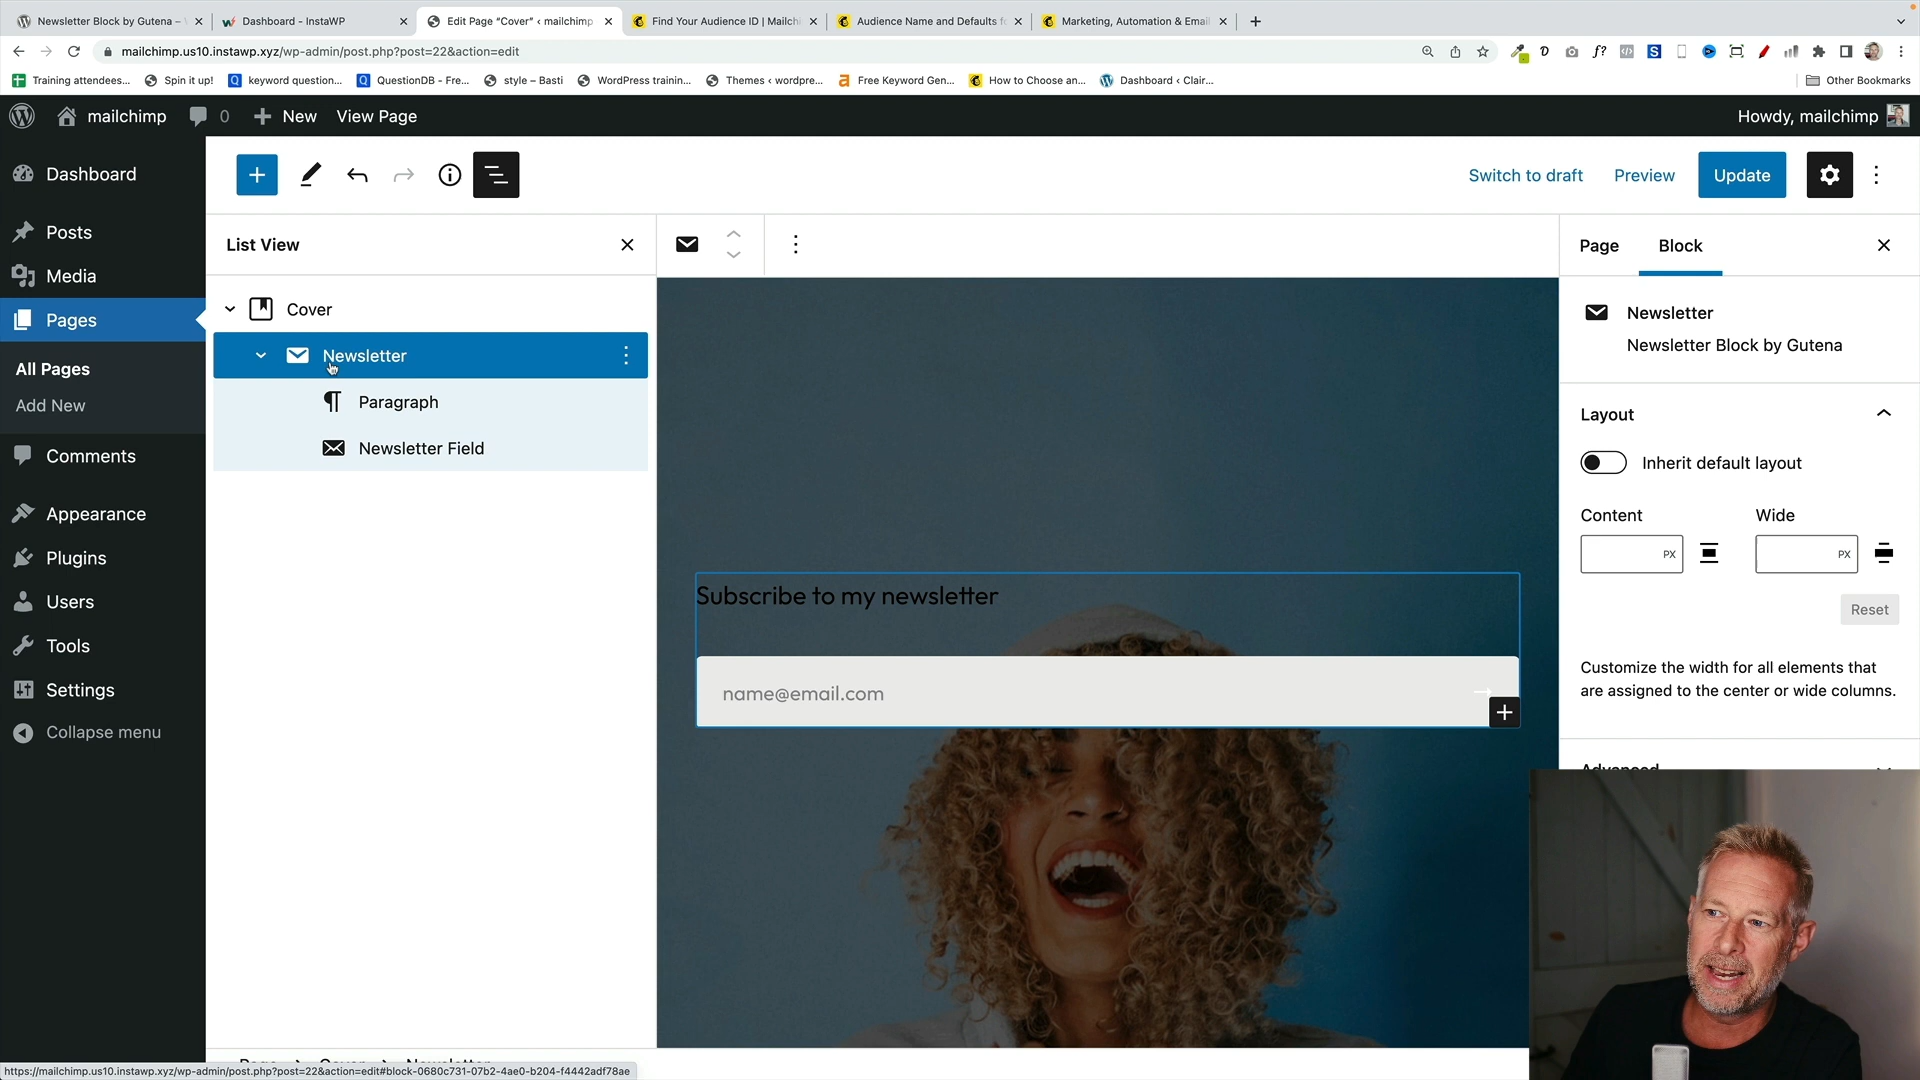 Newsletter Block by Gutena –
Dashboard - InstaWP
Edit Page “Cover” ‹ mailchimp
Find Your Audience ID | Mailchi
Audience Name and Defaults f
Marketing, Automation & Email
mailchimp.us10.instawp.xyz/wp-admin/post.php?post=22&action=edit
Training attendees...
Spin it up!
keyword question...
QuestionDB - Fre...
style – Basti
WordPress trainin...
Themes ‹ wordpre...
Free Keyword Gen...
How to Choose an...
Dashboard ‹ Clair...
Other Bookmarks
mailchimp
0
New
View Page
Howdy, mailchimp
Dashboard
Posts
Media
Pages
All Pages
Add New
Comments
Appearance
Plugins
Users
Tools
Settings
Collapse menu
Switch to draft
Preview
Update
List View
Cover
Newsletter
Paragraph
Newsletter Field
Subscribe to my newsletter
name@email.com
Page
Block
Newsletter
Newsletter Block by Gutena
Layout
Inherit default layout
Content
Wide
PX
PX
Reset
Customize the width for all elements that
are assigned to the center or wide columns.
Advanced
Page
Cover
Newsletter
https://mailchimp.us10.instawp.xyz/wp-admin/post.php?post=22&action=edit#block-0680c731-07b2-4ae0-b204-f4442adf78ae